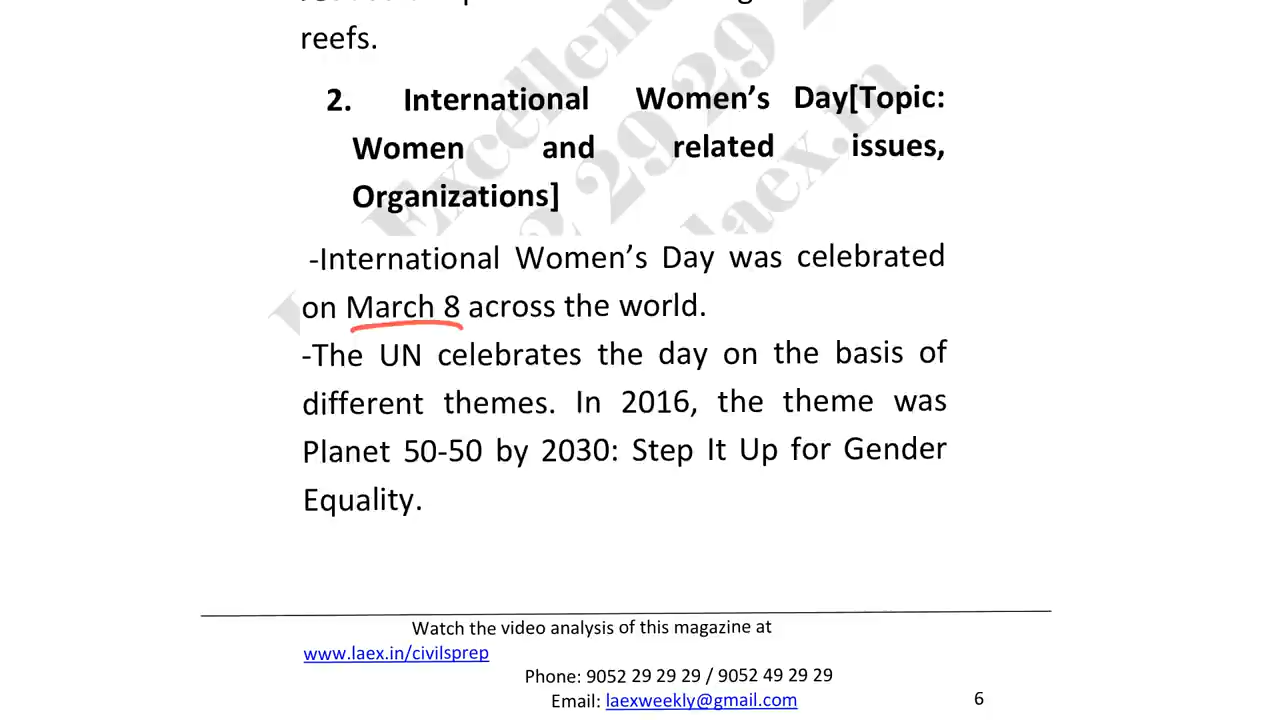 reefs.
2. International Women's Day[Topic:
Women and related issues,
Organizations]
-International Women's Day was celebrated
on March 8 across the world.
-The UN celebrates the day on the basis of
different themes. In 2016, the theme was
Planet 50-50 by 2030: Step It Up for Gender
Equality.
Watch the video analysis of this magazine at
www.laex.in/civilsprep
Phone: 9052 29 29 29 / 9052 49 29 29
Email: laexweekly@gmail.com
6